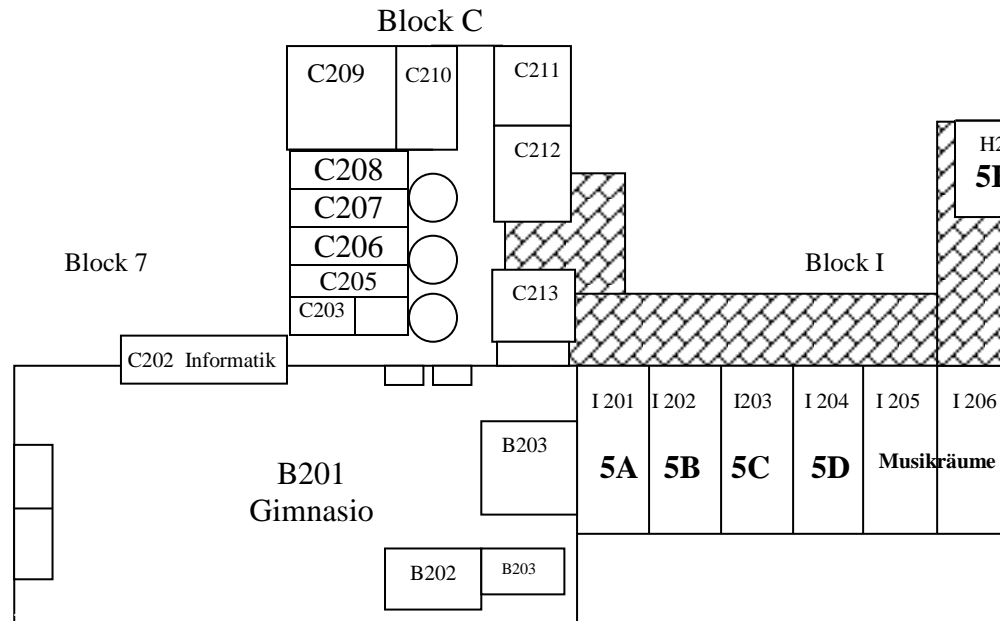 Block C
C209
C210
C211
C212
C208
C207
C206
C205
C203
C213
Block 7
Block I
C202 Informatik
B201
Gimnasio
B203
B202
B203
I 201
5A
I 202
5B
I203
5C
I 204
5D
I 205
I 206
Musikräume